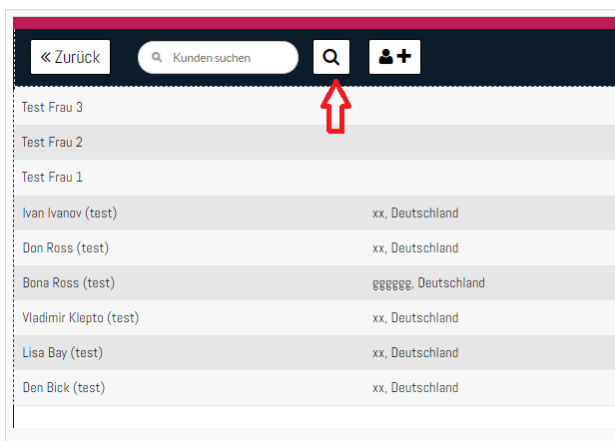 « Zurück
Kunden suchen
Test Frau 3
Test Frau 2
Test Frau 1
Ivan Ivanov (test) xx, Deutschland
Don Ross (test) xx, Deutschland
Bona Ross (test) gggggg, Deutschland
Vladimir Klepto (test) xx, Deutschland
Lisa Bay (test) xx, Deutschland
Den Bick (test) xx, Deutschland